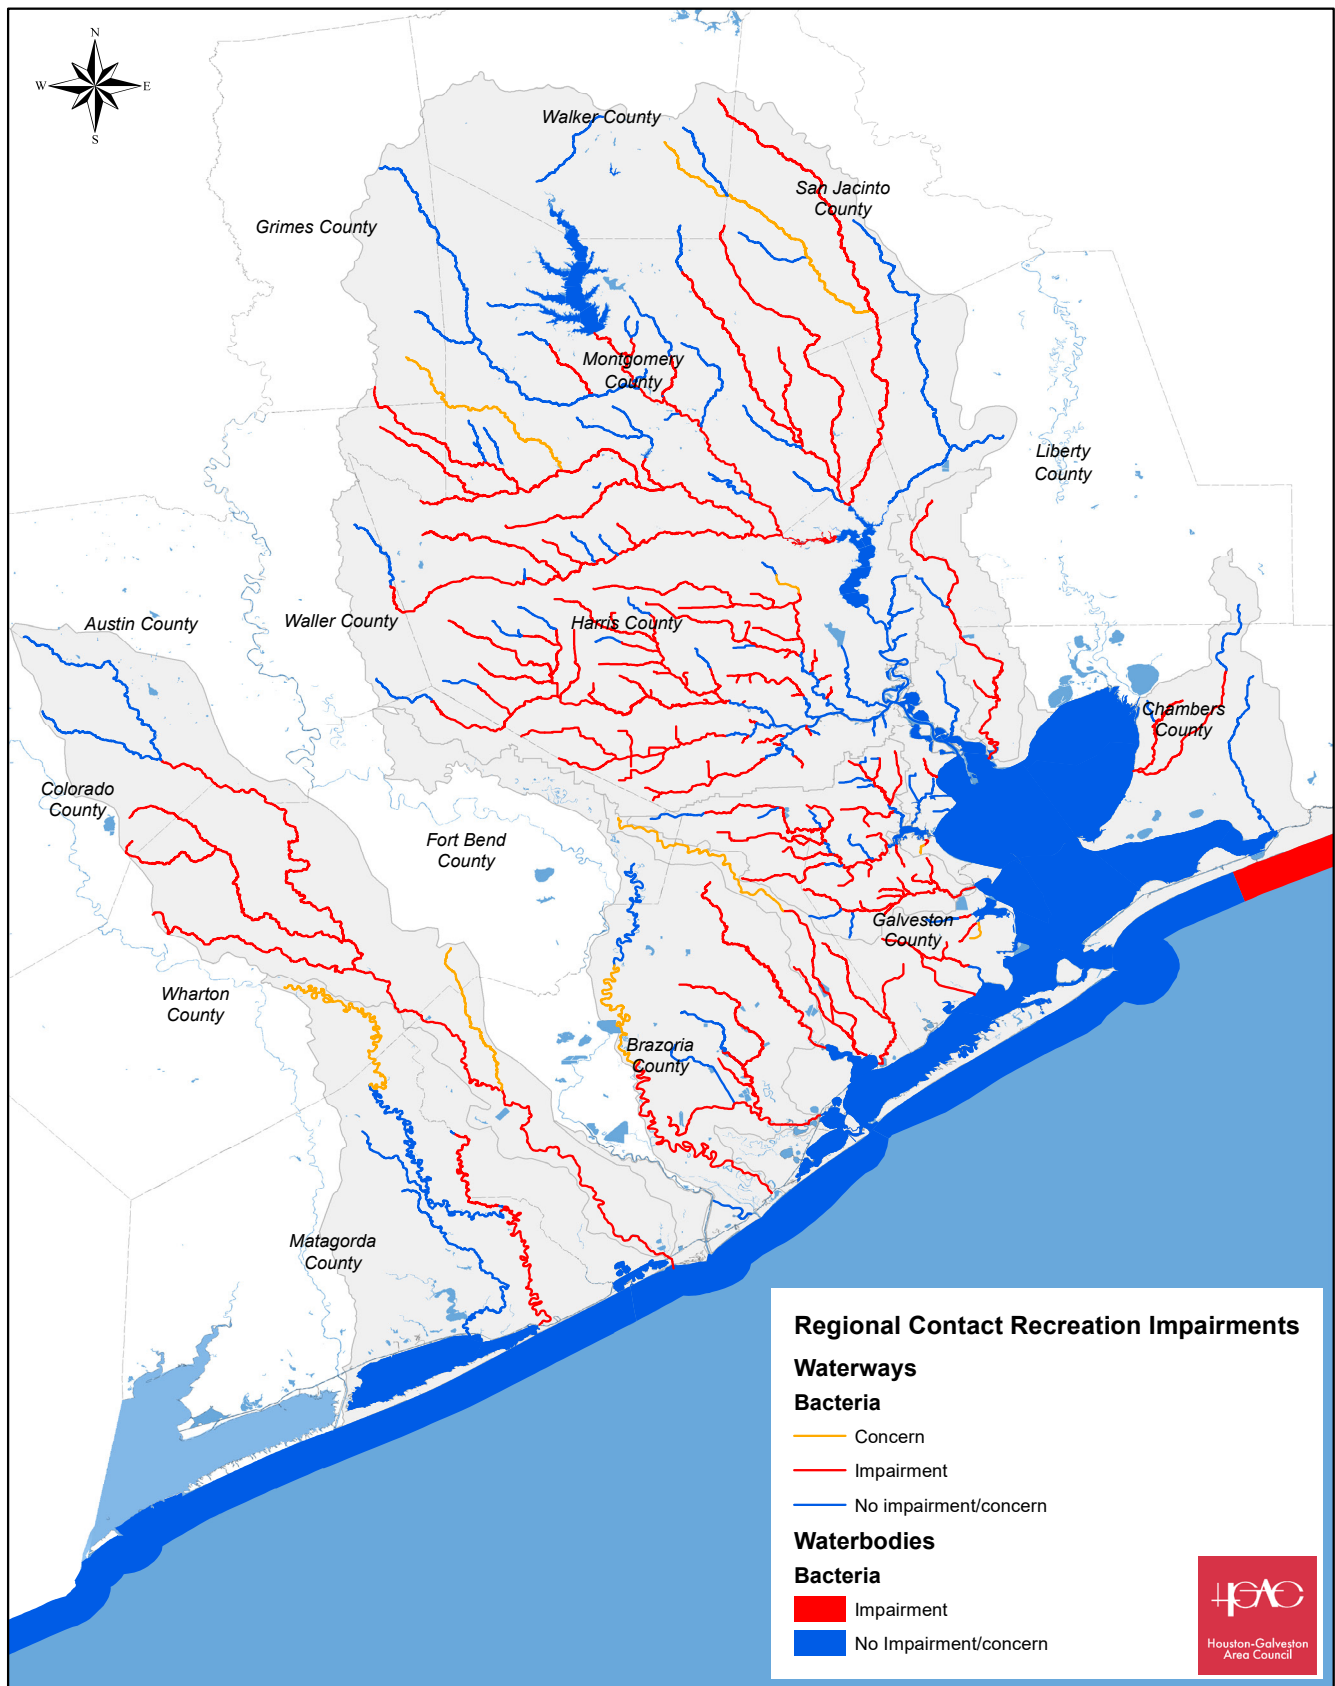 N
W
E
S
Walker County
San Jacinto
County
Grimes County
Montgomery
County
Liberty
County
Austin County
Waller County
Harris County
Chambers
County
Colorado
County
Fort Bend
County
Galveston
County
Wharton
County
Brazoria
County
Matagorda
County
Regional Contact Recreation Impairments
Waterways
Bacteria
Concern
Impairment
No impairment/concern
Waterbodies
Bacteria
Impairment
No Impairment/concern
HGAC
Houston-Galveston
Area Council